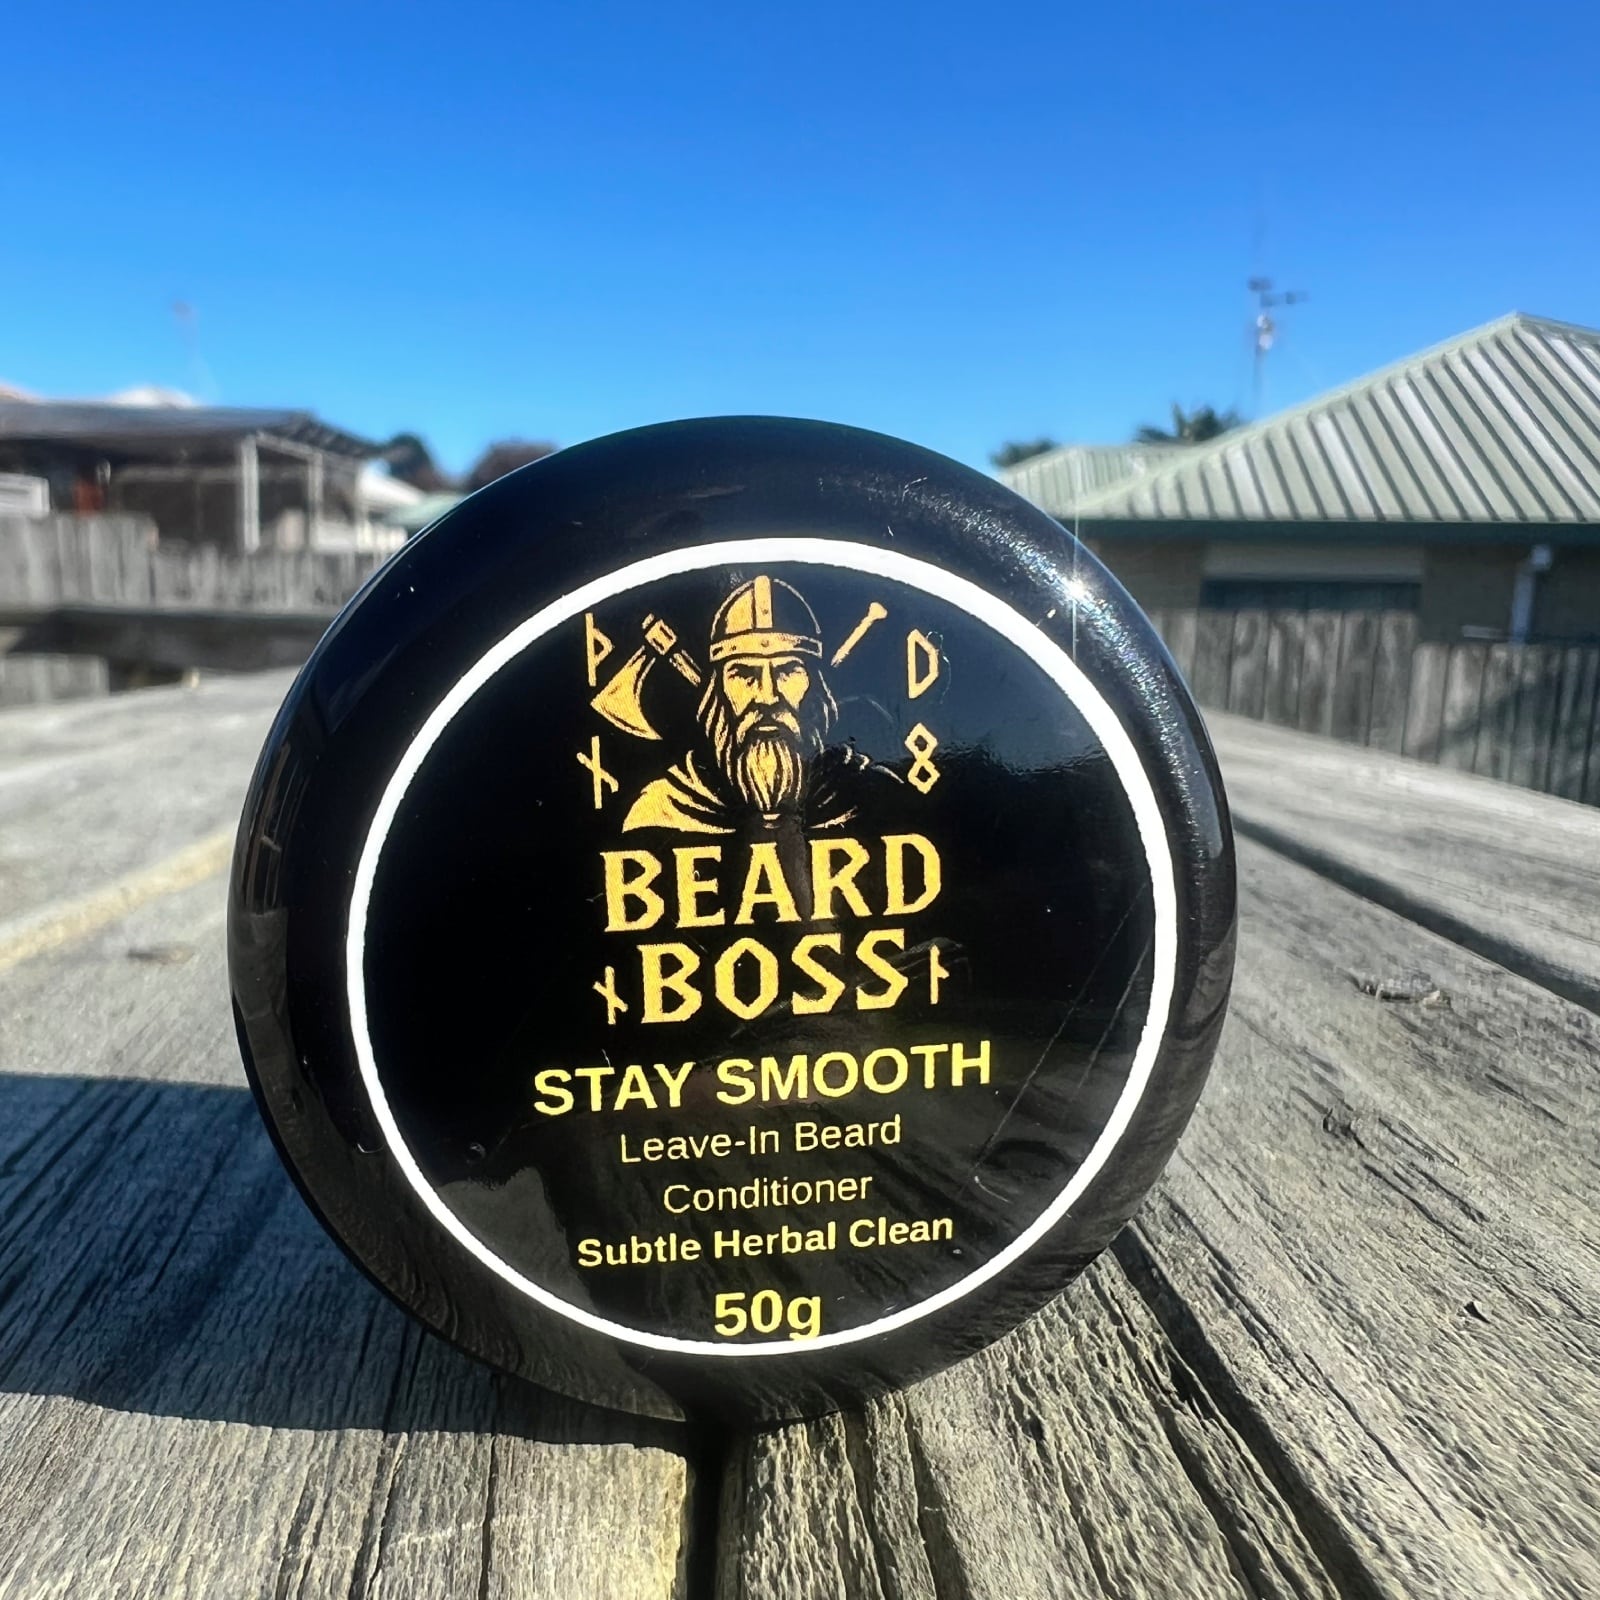 BEARD
BOSS
STAY SMOOTH
Leave-In Beard
Conditioner
Subtle Herbal Clean
50g